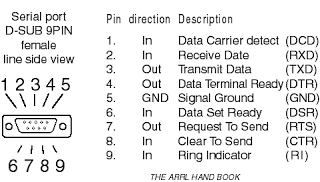 Serial port
D-SUB 9PIN
female
line side view
1 2 3 4 5
6 7 8 9
Pin direction Description
1. In Data Carrier detect (DCD)
2. In Receive Date (RXD)
3. Out Transmit Data (TXD)
4. Out Data Terminal Ready (DTR)
5. GND Signal Ground (GND)
6. In Data Set Ready (DSR)
7. Out Request To Send (RTS)
8. In Clear To Send (CTR)
9. In Ring Indicator (RI)
THE ARRL HAND BOOK